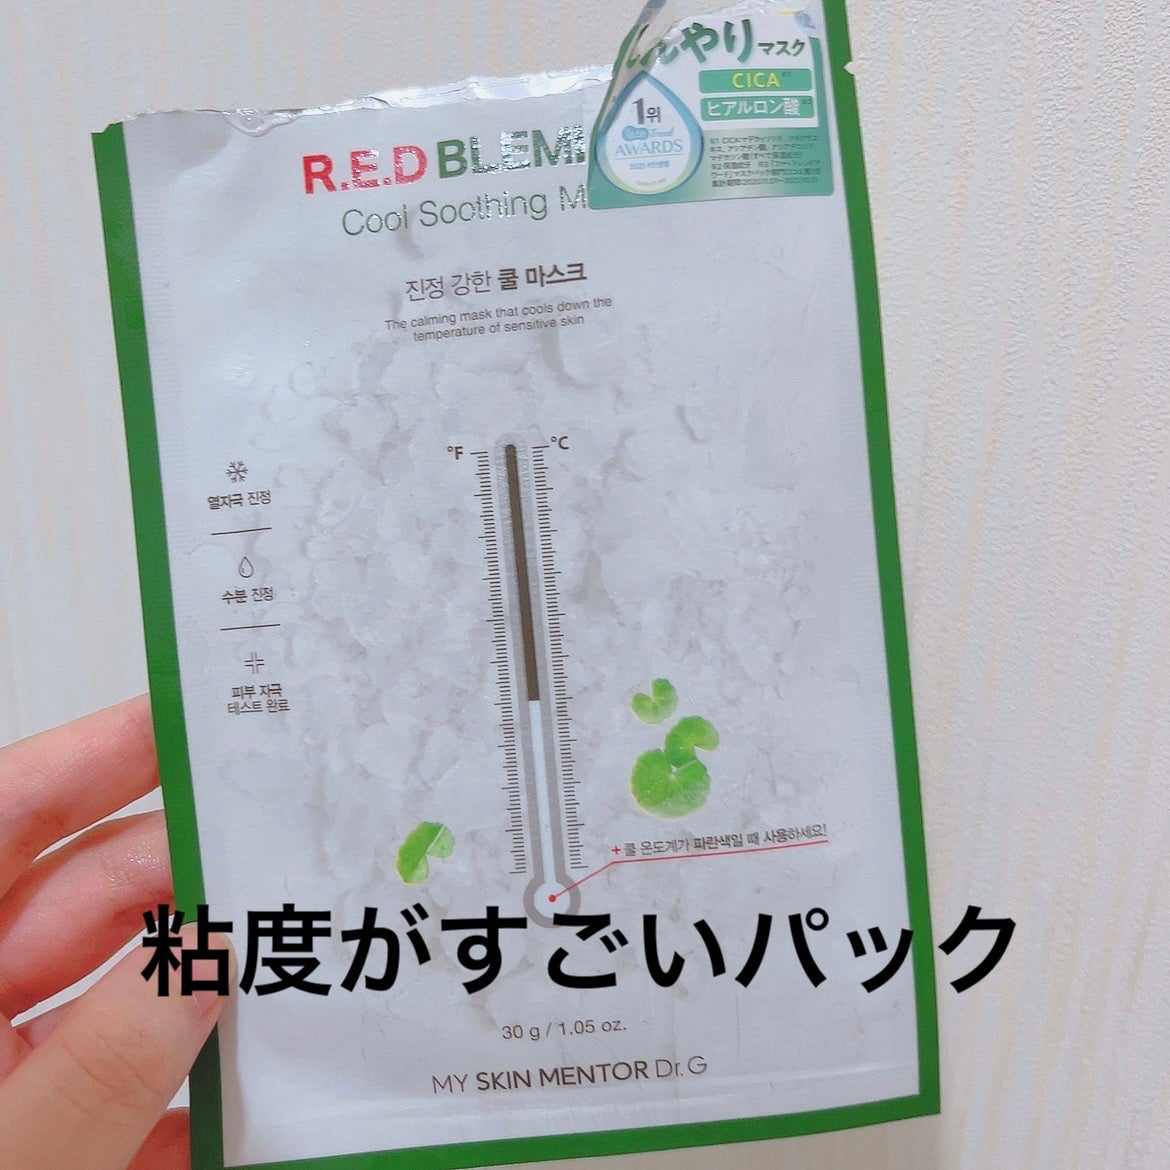 んやりマスク
CICA
ヒアルロン酸
1위
AWARDS
R.E.D BLEMI
Cool Soothing M
진정 강한 쿨 마스크
The calming mask that cools down the
temperature of sensitive skin
°F
°C
열자극 진정
수분 진정
피부 자극
테스트 완료
+ 쿨 온도계가 파란색일 때 사용하세요!
粘度がすごいパック
30 g / 1.05 oz.
MY SKIN MENTOR Dr.G